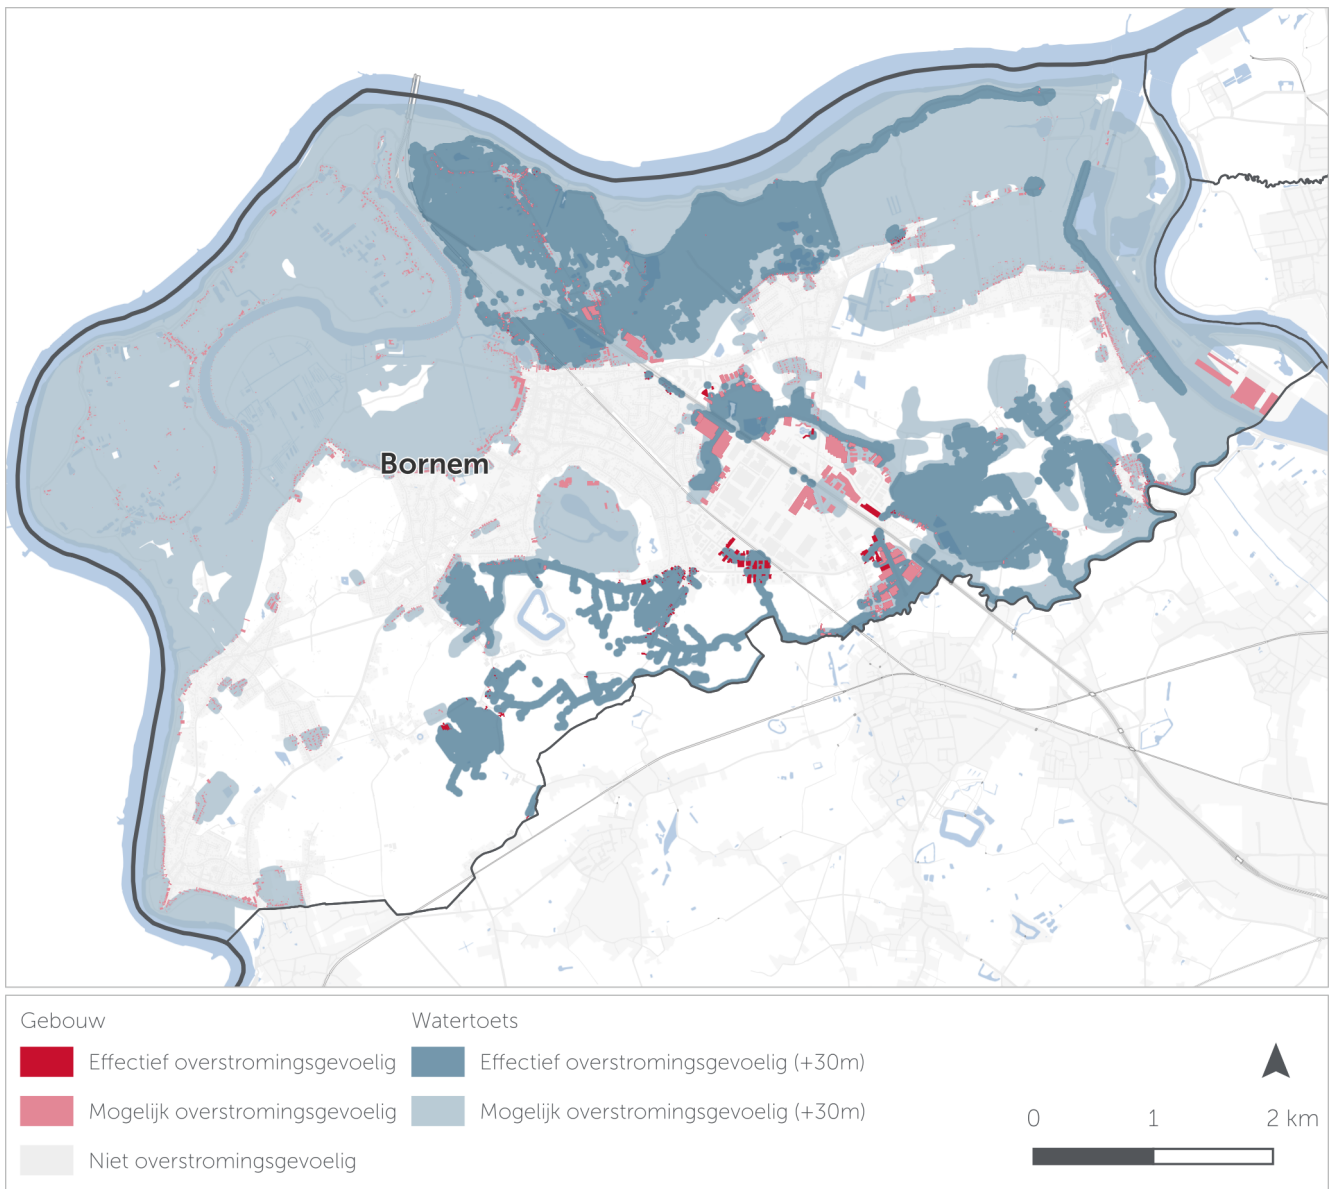 Bornem
Gebouw
Watertoets
Effectief overstromingsgevoelig
Effectief overstromingsgevoelig (+30m)
Mogelijk overstromingsgevoelig
Mogelijk overstromingsgevoelig (+30m)
Niet overstromingsgevoelig
0 1 2 km